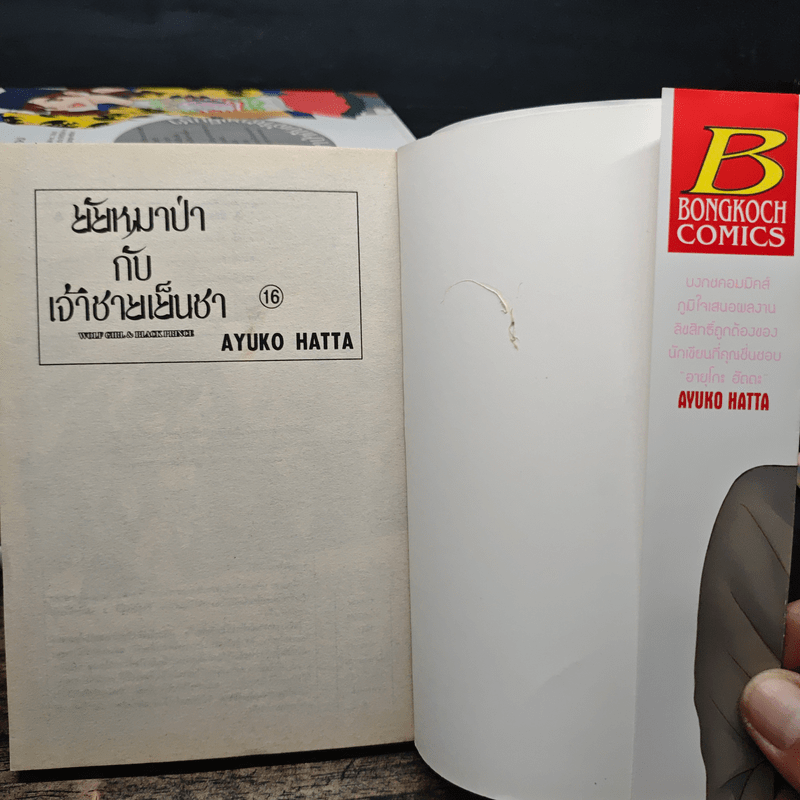 ยัยหมาป่า
กับ
เจ้าชายเย็นชา ⑯
WOLF GIRL & BLACK PRINCE
AYUKO HATTA
B
BONGKOCH
COMICS
บงกชคอมมิตส์
ภูมิใจเสนอผลงาน
ลิขสิทธิ์ถูกต้องของ
นักเขียนที่คุณชื่นชอบ
"อายุโกะ ฮัตตะ"
AYUKO HATTA